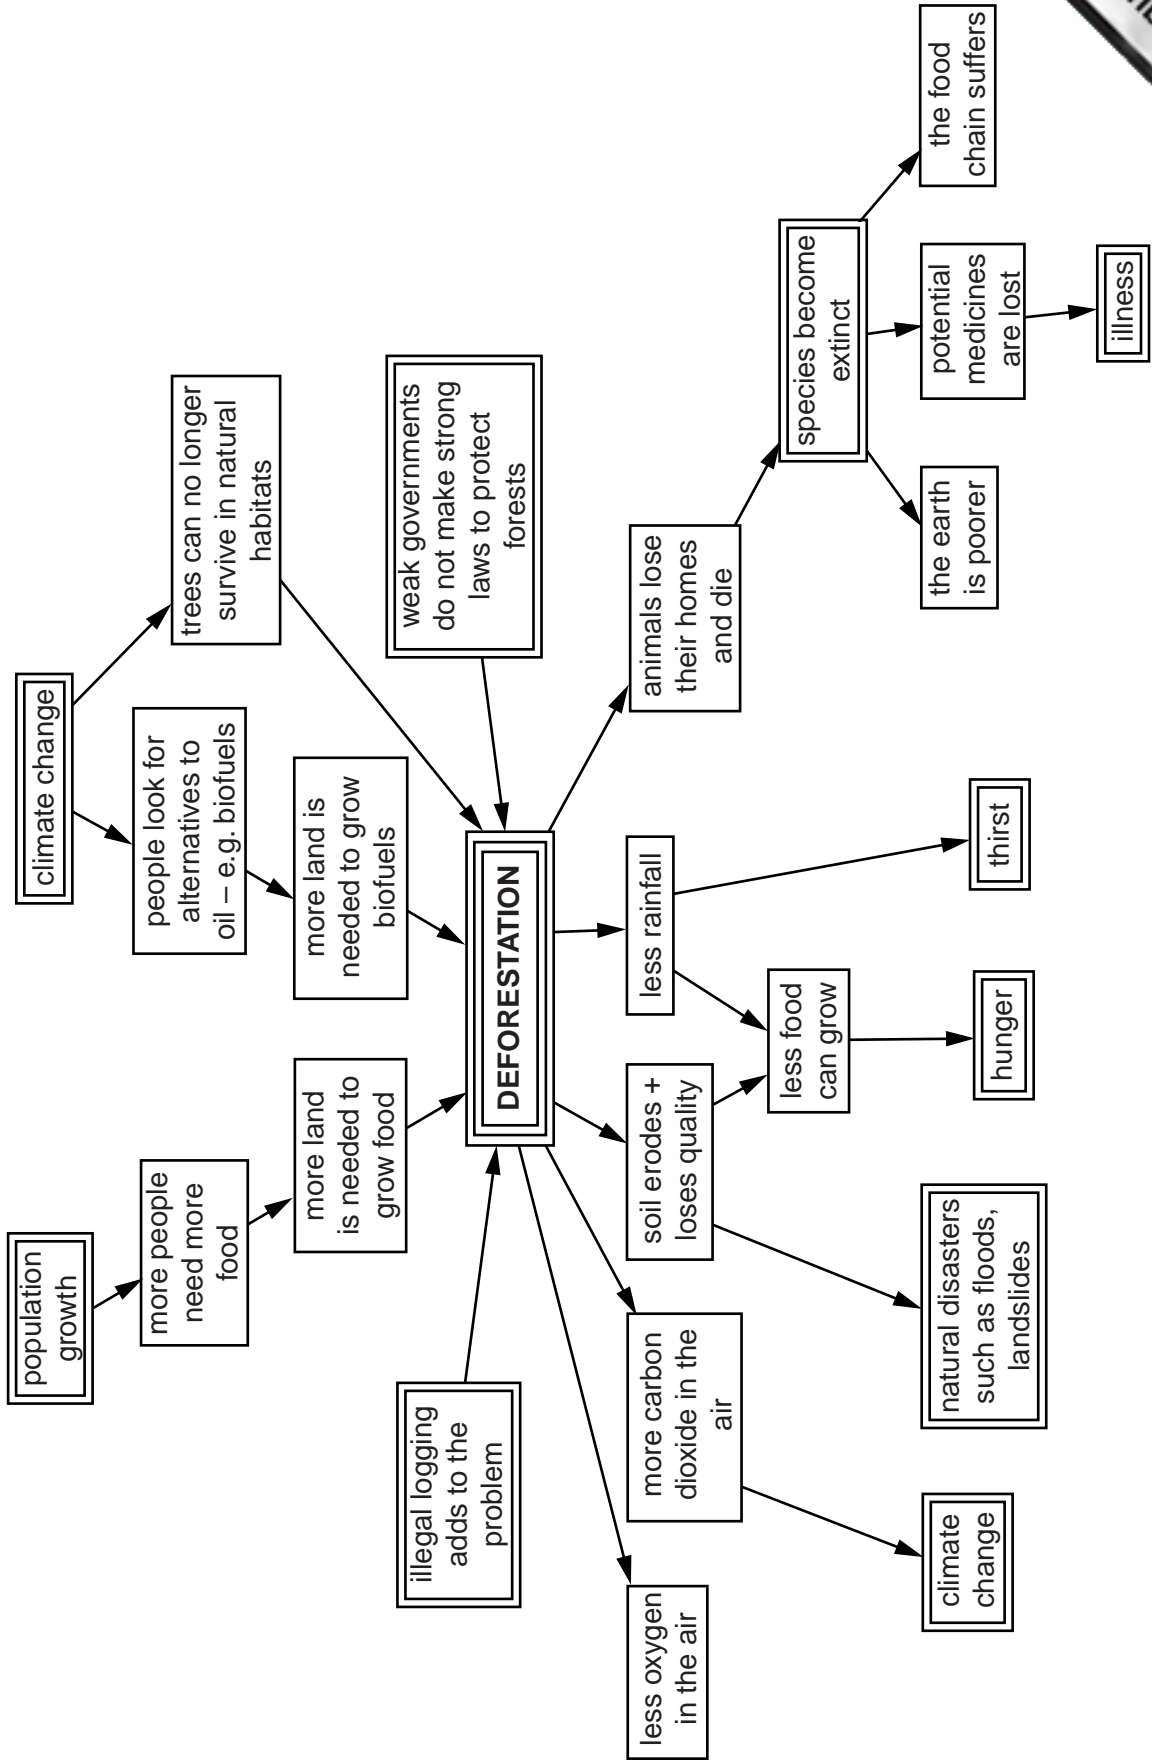 population
growth
climate change
more people
need more
food
people look for
alternatives to
oil – e.g. biofuels
trees can no longer
survive in natural
habitats
more land
is needed to
grow food
more land is
needed to grow
biofuels
illegal logging
adds to the
problem
weak governments
do not make strong
laws to protect
forests
DEFORESTATION
less oxygen
in the air
more carbon
dioxide in the
air
soil erodes +
loses quality
less rainfall
animals lose
their homes
and die
less food
can grow
species become
extinct
climate
change
natural disasters
such as floods,
landslides
hunger
thirst
the earth
is poorer
potential
medicines
are lost
the food
chain suffers
illness